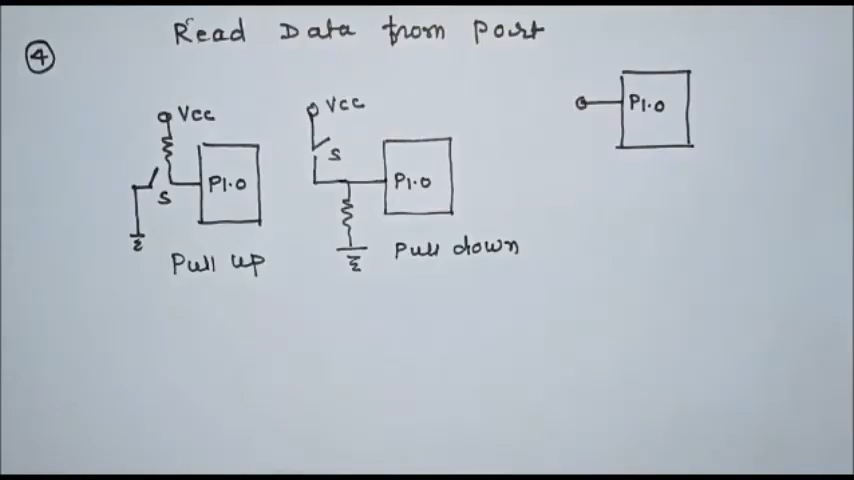 4
Read Data from Port
Vcc
S
P1.0
Pull up
Vcc
S
P1.0
Pull down
P1.0